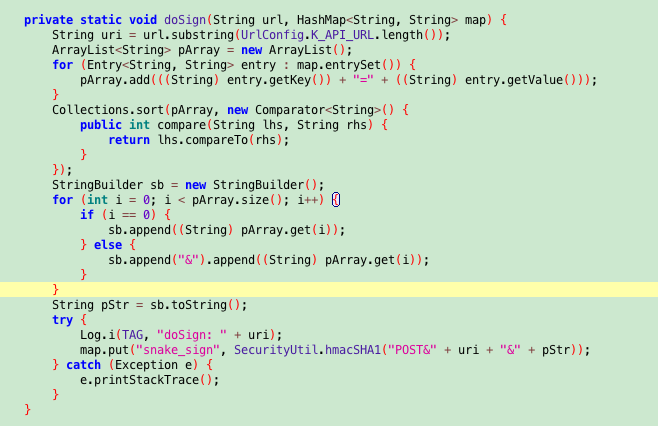 private static void doSign(String url, HashMap<String, String> map) {
    String uri = url.substring(UrlConfig.K_API_URL.length());
    ArrayList<String> pArray = new ArrayList();
    for (Entry<String, String> entry : map.entrySet()) {
        pArray.add(((String) entry.getKey()) + "=" + ((String) entry.getValue()));
    }
    Collections.sort(pArray, new Comparator<String>() {
        public int compare(String lhs, String rhs) {
            return lhs.compareTo(rhs);
        }
    });
    StringBuilder sb = new StringBuilder();
    for (int i = 0; i < pArray.size(); i++) {
        if (i == 0) {
            sb.append((String) pArray.get(i));
        } else {
            sb.append("&").append((String) pArray.get(i));
        }
    }
    String pStr = sb.toString();
    try {
        Log.i(TAG, "doSign: " + uri);
        map.put("snake_sign", SecurityUtil.hmacSHA1("POST&" + uri + "&" + pStr));
    } catch (Exception e) {
        e.printStackTrace();
    }
}